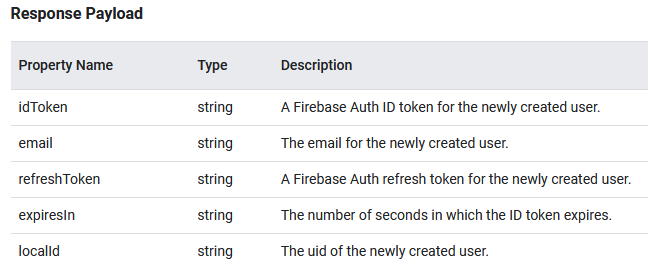 Response Payload
Property Name Type Description
idToken string A Firebase Auth ID token for the newly created user.
email string The email for the newly created user.
refreshToken string A Firebase Auth refresh token for the newly created user.
expiresIn string The number of seconds in which the ID token expires.
localId string The uid of the newly created user.